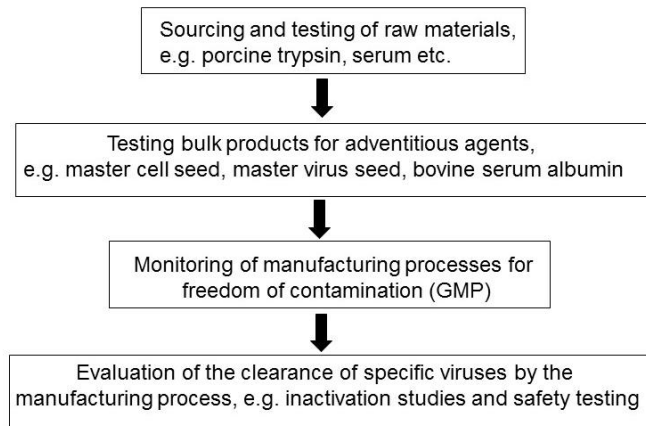 Sourcing and testing of raw materials,
e.g. porcine trypsin, serum etc.
Testing bulk products for adventitious agents,
e.g. master cell seed, master virus seed, bovine serum albumin
Monitoring of manufacturing processes for
freedom of contamination (GMP)
Evaluation of the clearance of specific viruses by the
manufacturing process, e.g. inactivation studies and safety testing